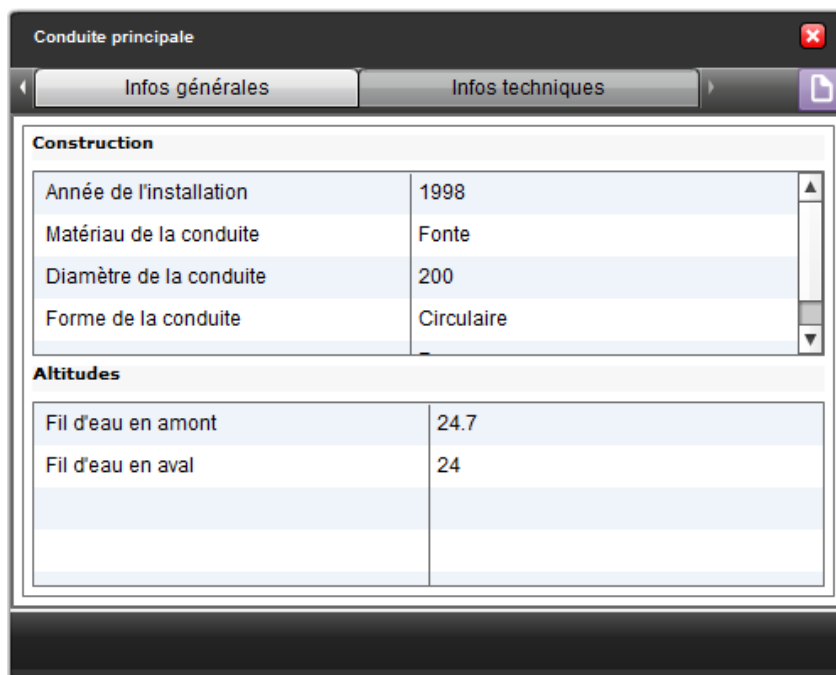 Conduite principale
Infos générales Infos techniques
Construction
Année de l'installation 1998
Matériau de la conduite Fonte
Diamètre de la conduite 200
Forme de la conduite Circulaire
Altitudes
Fil d'eau en amont 24.7
Fil d'eau en aval 24